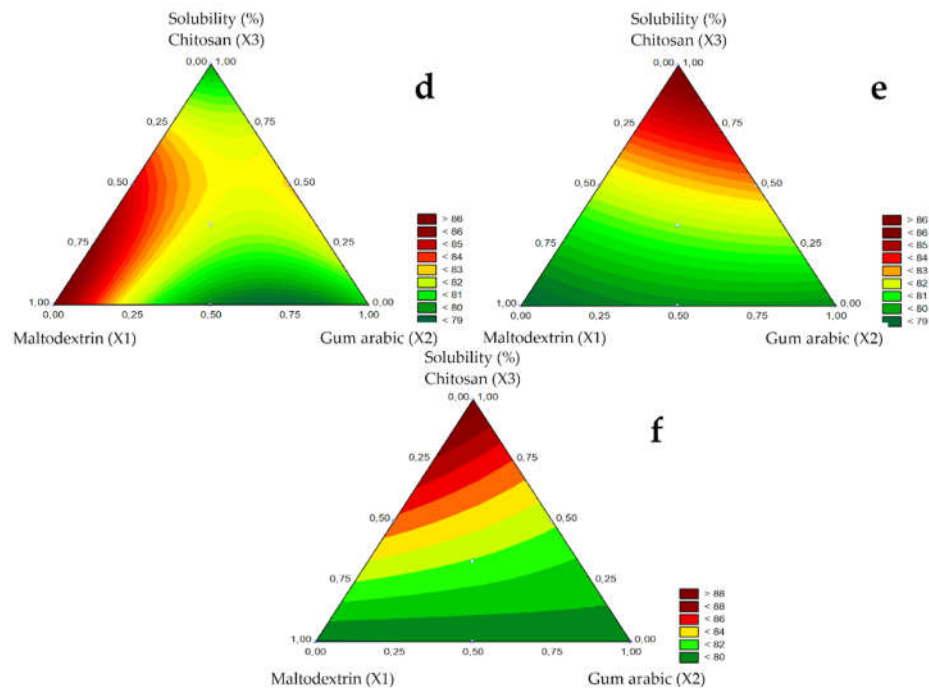 Solubility (%)
Chitosan (X3)
0,00 1,00
d
0,25 0,75
0,50 0,50
0,75 0,25
1,00 0,00
0,00 0,25 0,50 0,75 1,00
Maltodextrin (X1) Gum arabic (X2)
> 86
< 86
< 85
< 84
< 83
< 82
< 81
< 80
< 79
Solubility (%)
Chitosan (X3)
0,00 1,00
e
0,25 0,75
0,50 0,50
0,75 0,25
1,00 0,00
0,00 0,25 0,50 0,75 1,00
Maltodextrin (X1) Gum arabic (X2)
> 86
< 86
< 85
< 84
< 83
< 82
< 81
< 80
< 79
Solubility (%)
Chitosan (X3)
0,00 1,00
f
0,25 0,75
0,50 0,50
0,75 0,25
1,00 0,00
0,00 0,25 0,50 0,75 1,00
Maltodextrin (X1) Gum arabic (X2)
> 88
< 88
< 86
< 84
< 82
< 80